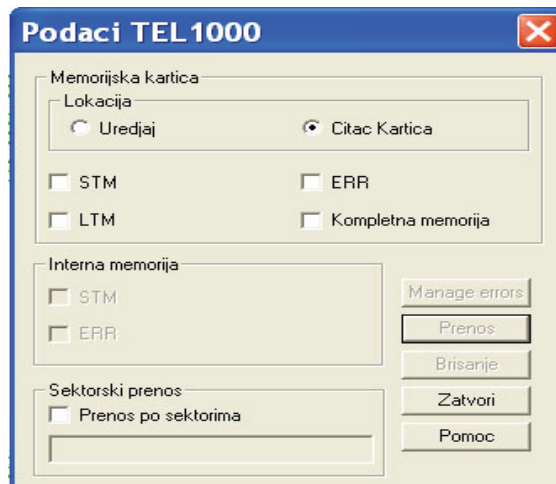 Podaci TEL1000
Memorijska kartica
Lokacija
Uredjaj Citac Kartica
STM ERR
LTM Kompletna memorija
Interna memorija
STM
ERR
Manage errors
Prenos
Brisanje
Zatvori
Pomoc
Sektorski prenos
Prenos po sektorima